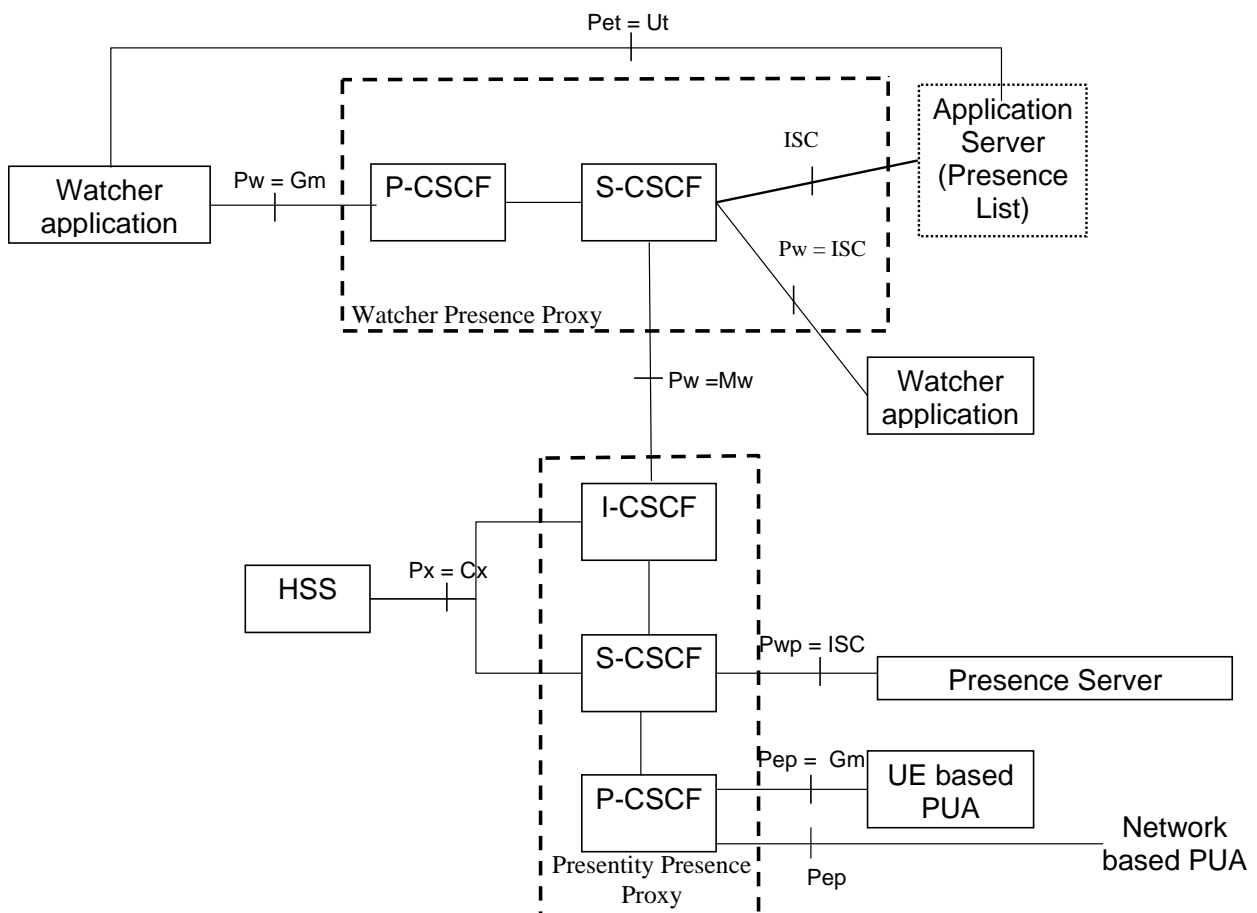 Pet = Ut
Application
Server
(Presence
List)
ISC
Watcher
application
Pw = Gm
P-CSCF
S-CSCF
Pw = ISC
Watcher Presence Proxy
Pw =Mw
Watcher
application
I-CSCF
HSS
Px = Cx
S-CSCF
Pwp = ISC
Presence Server
P-CSCF
Pep = Gm
UE based
PUA
Network
based PUA
Pep
Presentity Presence
Proxy